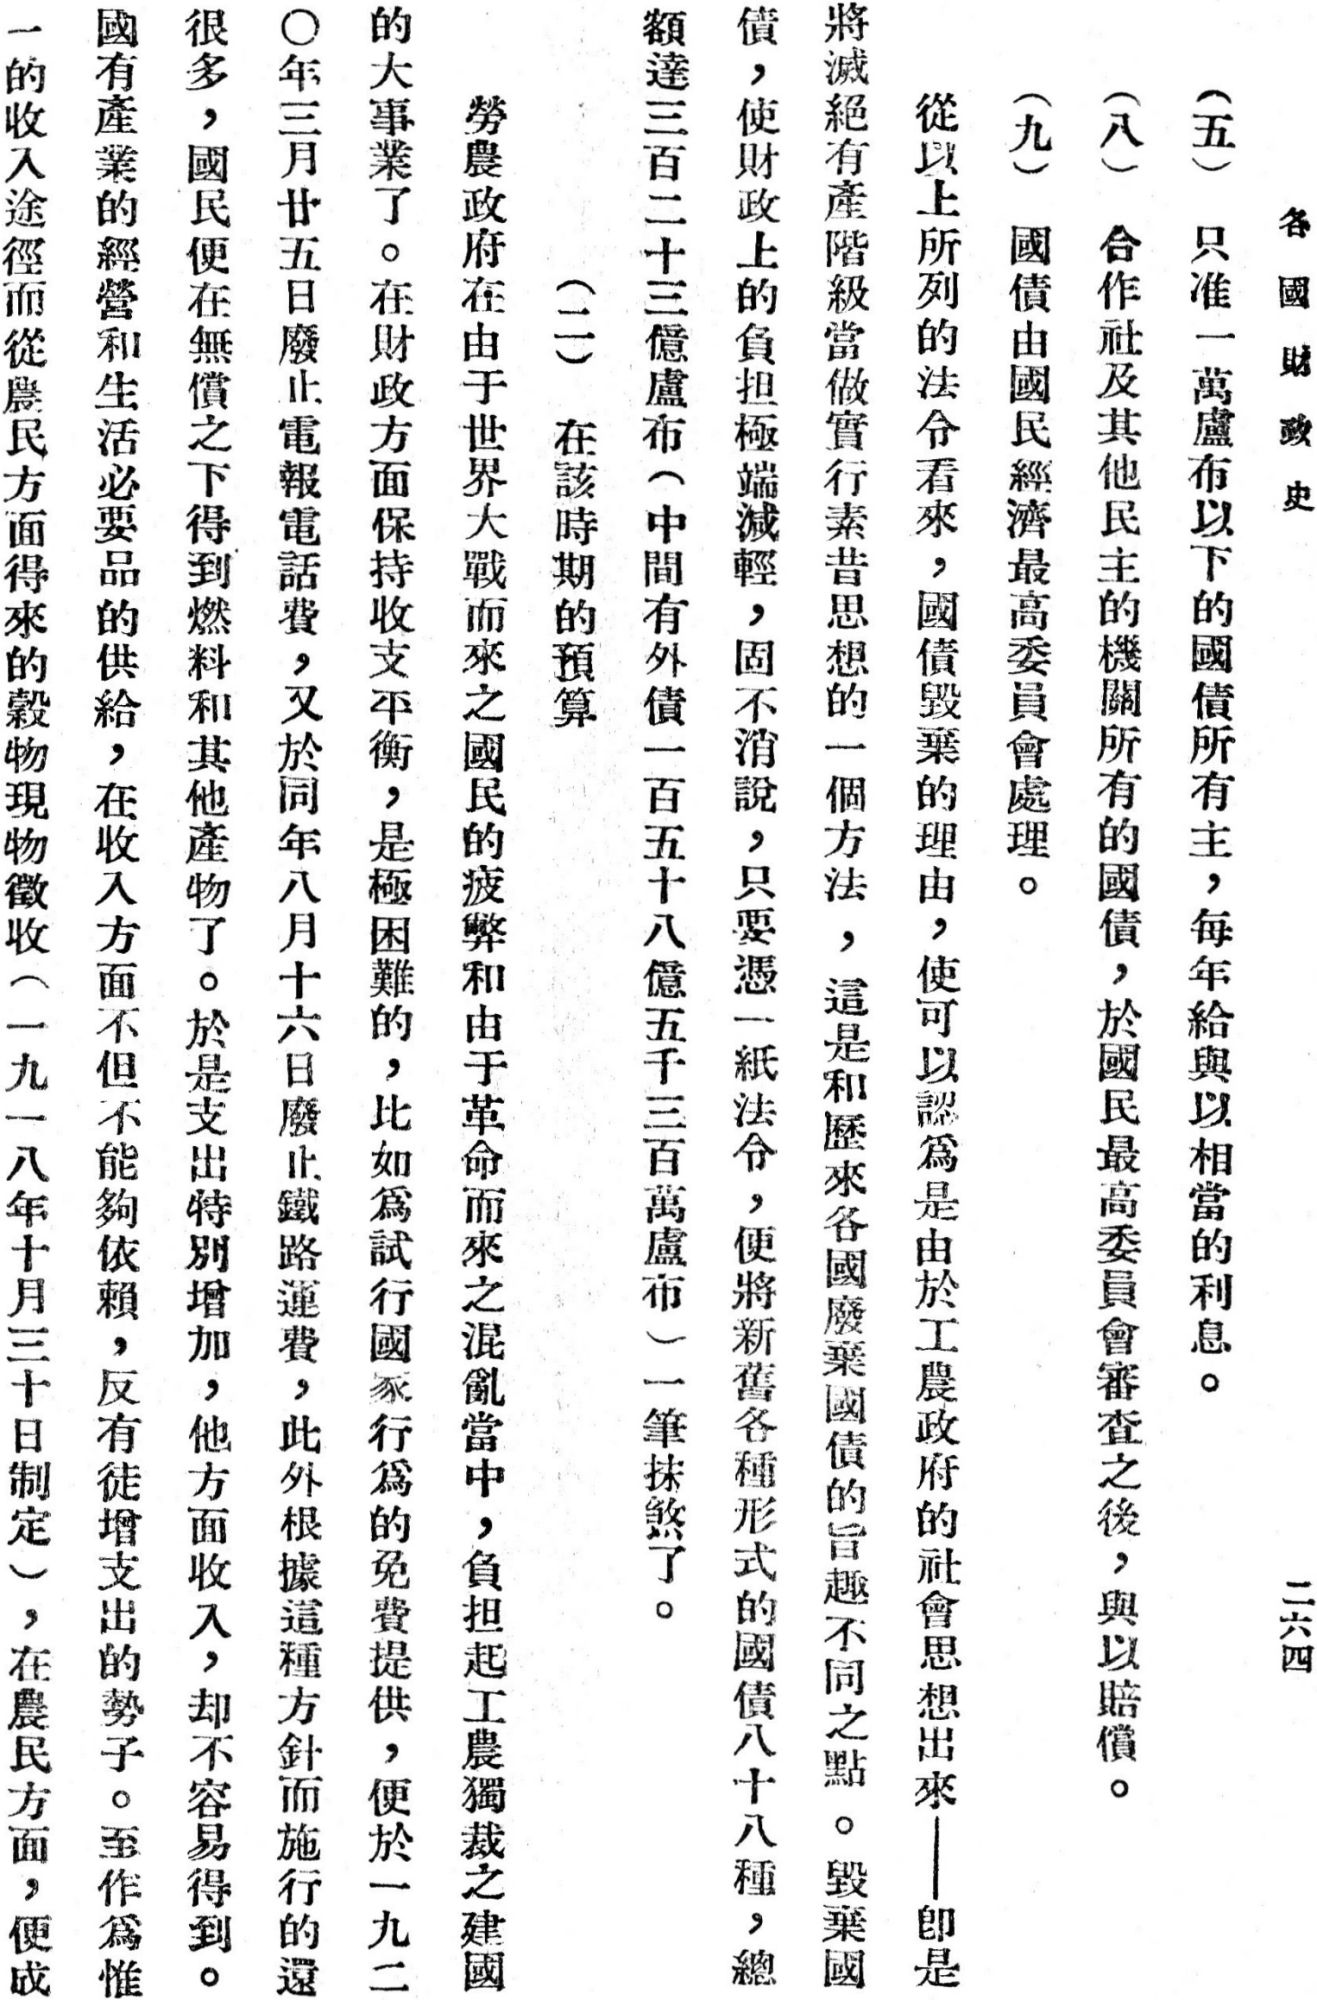 各國財政史
二六四
(五) 只准一萬盧布以下的國債所有主，每年給與以相當的利息。
(八) 合作社及其他民主的機關所有的國債，於國民最高委員會審查之後，與以賠償。
(九) 國債由國民經濟最高委員會處理。
從以上所列的法令看來，國債毀棄的理由，使可以認爲是由於工農政府的社會思想出來——卽是
將滅絕有產階級當做實行素昔思想的一個方法，這是和歷來各國廢棄國債的旨趣不同之點。毀棄國
債，使財政上的負担極端減輕，固不消說，只要憑一紙法令，便將新舊各種形式的國債八十八種，總
額達三百二十三億盧布(中間有外債一百五十八億五千三百萬盧布)一筆抹煞了。
(二) 在該時期的預算
勞農政府在由于世界大戰而來之國民的疲弊和由于革命而來之混亂當中，負担起工農獨裁之建國
的大事業了。在財政方面保持收支平衡，是極困難的，比如爲試行國家行爲的免費提供，便於一九二
〇年三月廿五日廢止電報電話費，又於同年八月十六日廢止鐵路運費，此外根據這種方針而施行的還
很多，國民便在無償之下得到燃料和其他產物了。於是支出特別增加，他方面收入，却不容易得到。
國有產業的經營和生活必要品的供給，在收入方面不但不能夠依賴，反有徒增支出的勢子。至作爲惟
一的收入途徑而從農民方面得來的穀物現物徵收(一九一八年十月三十日制定)，在農民方面，便成